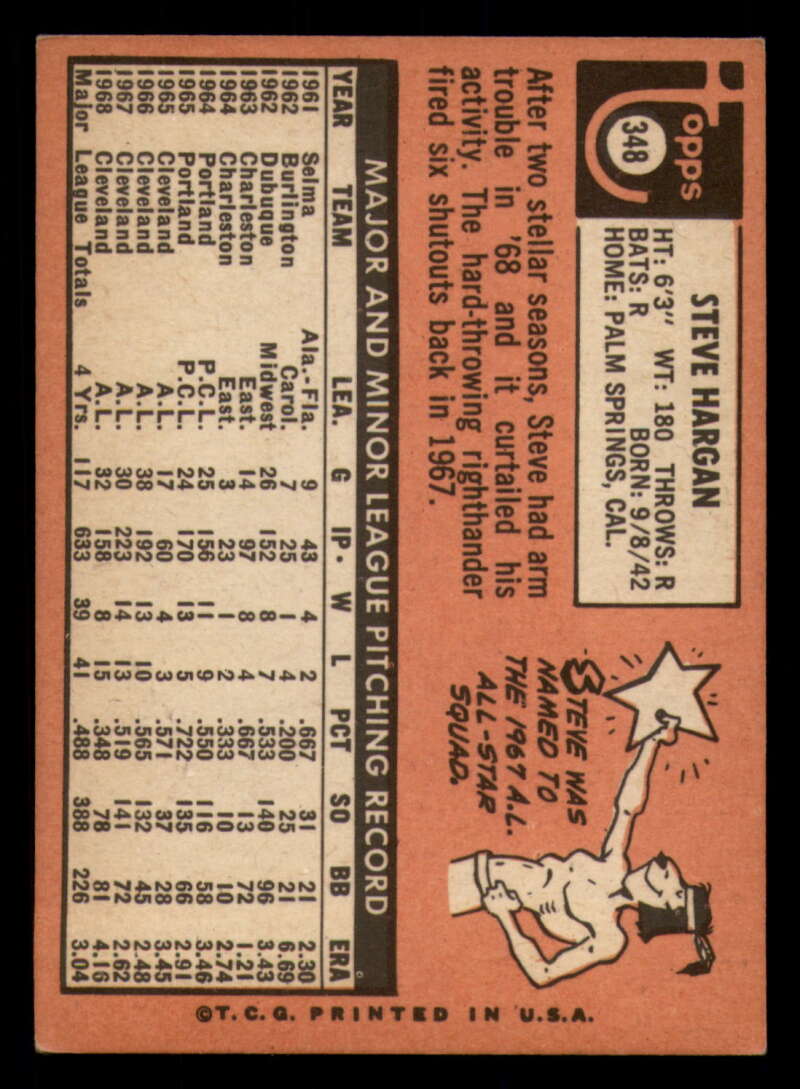 Topps
348
STEVE HARGAN
HT: 6'3" WT: 180 THROWS: R
BATS: R BORN: 9/8/42
HOME: PALM SPRINGS, CAL.
After two stellar seasons, Steve had arm
trouble in '68 and it curtailed his
activity. The hard-throwing righthander
fired six shutouts back in 1967.
STEVE WAS
NAMED TO
THE 1967 A.L.
ALL-STAR
SQUAD.
MAJOR AND MINOR LEAGUE PITCHING RECORD
YEAR TEAM LEA. G IP. W L PCT SO BB ERA
1961 Selma Ala.-Fla. 9 43 4 2 .667 31 21 2.30
1962 Burlington Carol. 7 25 1 4 .200 25 21 6.69
1962 Dubuque Midwest 26 152 8 7 .533 140 96 3.43
1963 Charleston East. 14 97 8 4 .667 13 72 1.21
1964 Charleston East. 3 23 1 2 .333 10 10 2.74
1964 Portland P.C.L. 25 156 11 9 .550 116 58 3.46
1965 Portland P.C.L. 24 170 13 5 .722 135 66 2.91
1965 Cleveland A.L. 17 60 4 3 .571 37 28 3.45
1966 Cleveland A.L. 38 192 13 10 .565 132 45 2.48
1967 Cleveland A.L. 30 223 14 13 .519 141 72 2.62
1968 Cleveland A.L. 32 158 8 15 .348 78 81 4.16
Major League Totals 4 Yrs. 117 633 39 41 .488 388 226 3.04
©T.C.G. PRINTED IN U.S.A.